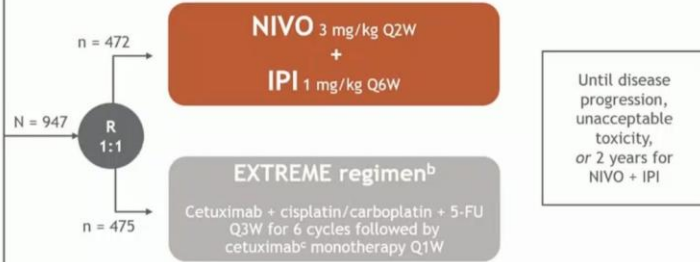 n = 472
NIVO 3 mg/kg Q2W
+
IPI 1 mg/kg Q6W
N = 947
R
1:1
EXTREME regimenᵇ
Cetuximab + cisplatin/carboplatin + 5-FU
Q3W for 6 cycles followed by
cetuximabᶜ monotherapy Q1W
n = 475
Until disease
progression,
unacceptable
toxicity,
or 2 years for
NIVO + IPI